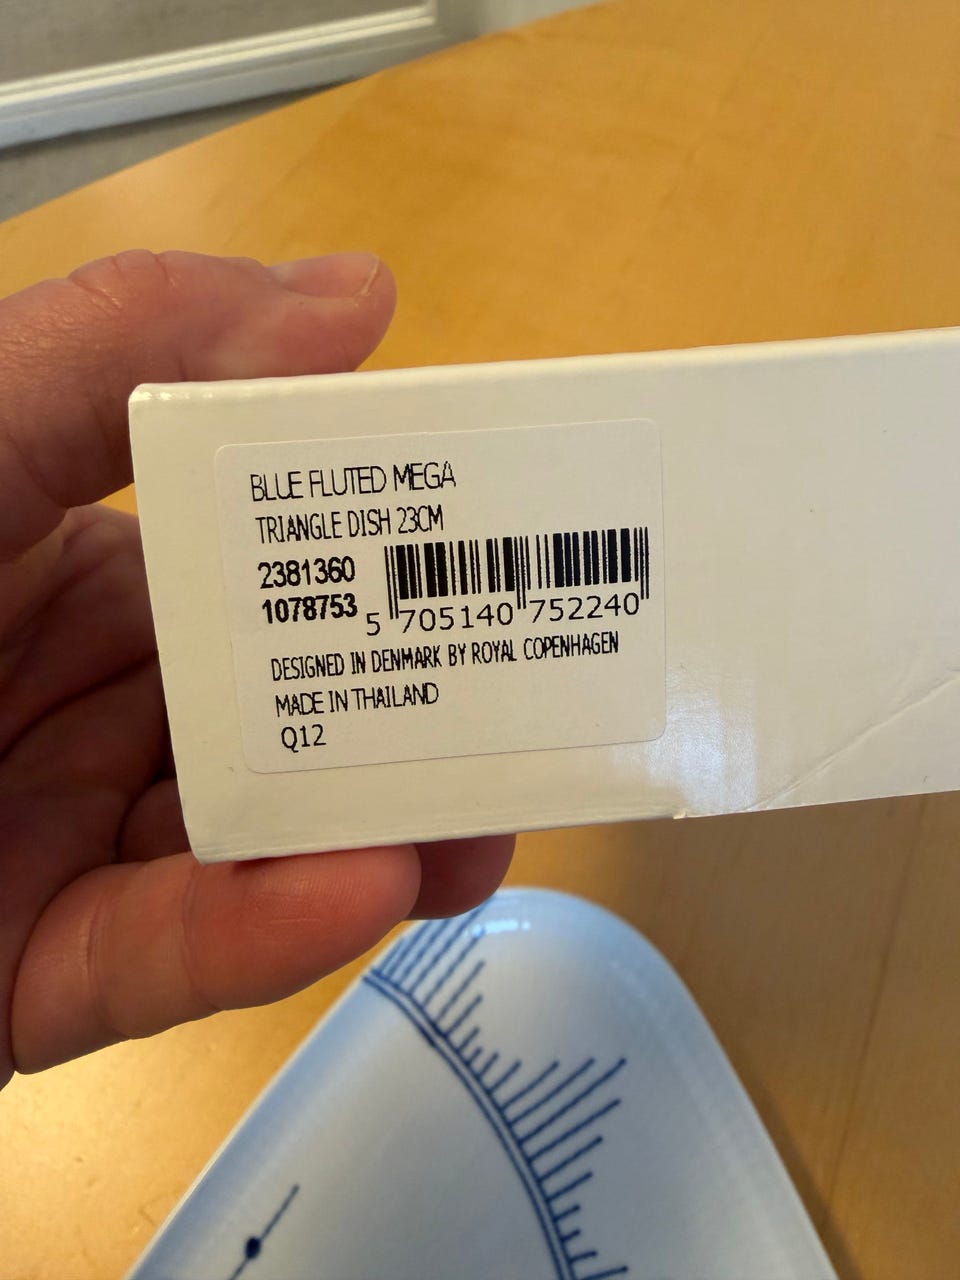 BLUE FLUTED MEGA
TRIANGLE DISH 23CM
2381360
1078753
5 705140 752240
DESIGNED IN DENMARK BY ROYAL COPENHAGEN
MADE IN THAILAND
Q12